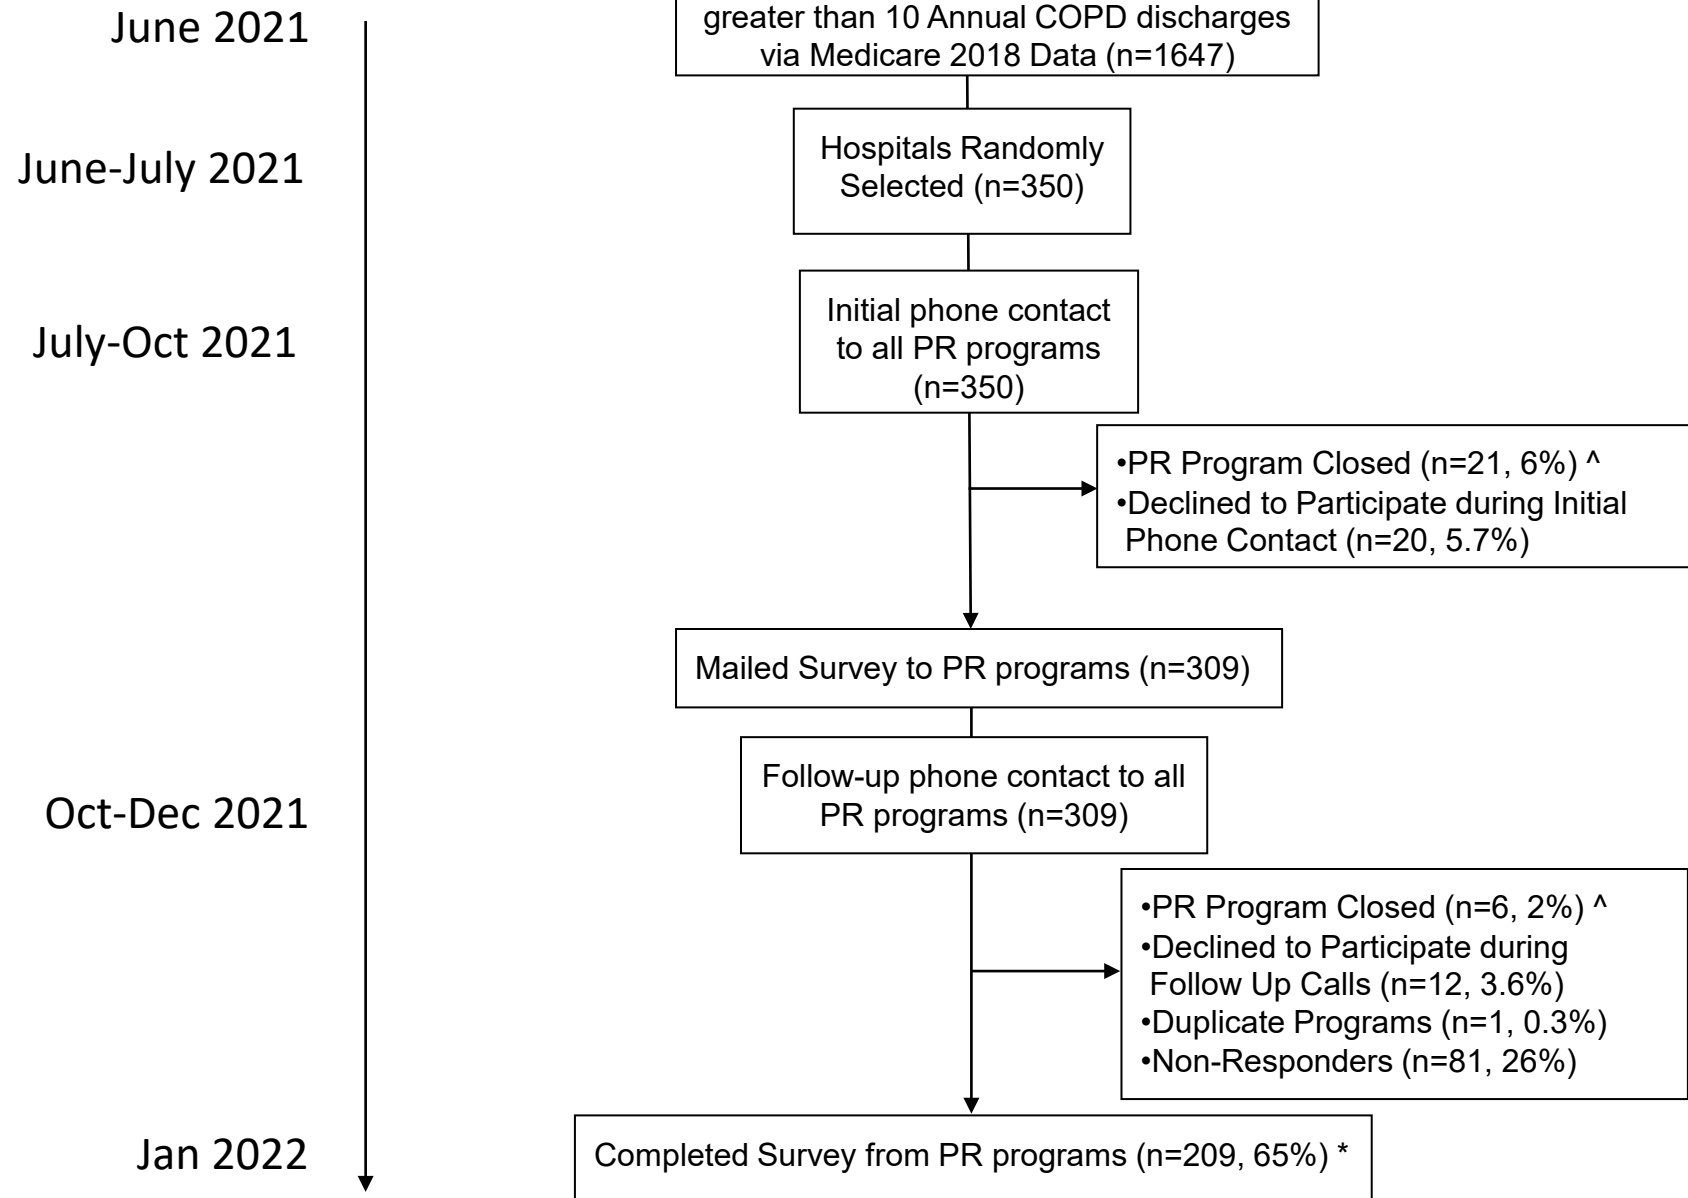 June 2021
greater than 10 Annual COPD discharges
via Medicare 2018 Data (n=1647)
June-July 2021
Hospitals Randomly
Selected (n=350)
July-Oct 2021
Initial phone contact
to all PR programs
(n=350)
•PR Program Closed (n=21, 6%) ^
•Declined to Participate during Initial
Phone Contact (n=20, 5.7%)
Mailed Survey to PR programs (n=309)
Oct-Dec 2021
Follow-up phone contact to all
PR programs (n=309)
•PR Program Closed (n=6, 2%) ^
•Declined to Participate during
Follow Up Calls (n=12, 3.6%)
•Duplicate Programs (n=1, 0.3%)
•Non-Responders (n=81, 26%)
Jan 2022
Completed Survey from PR programs (n=209, 65%) *